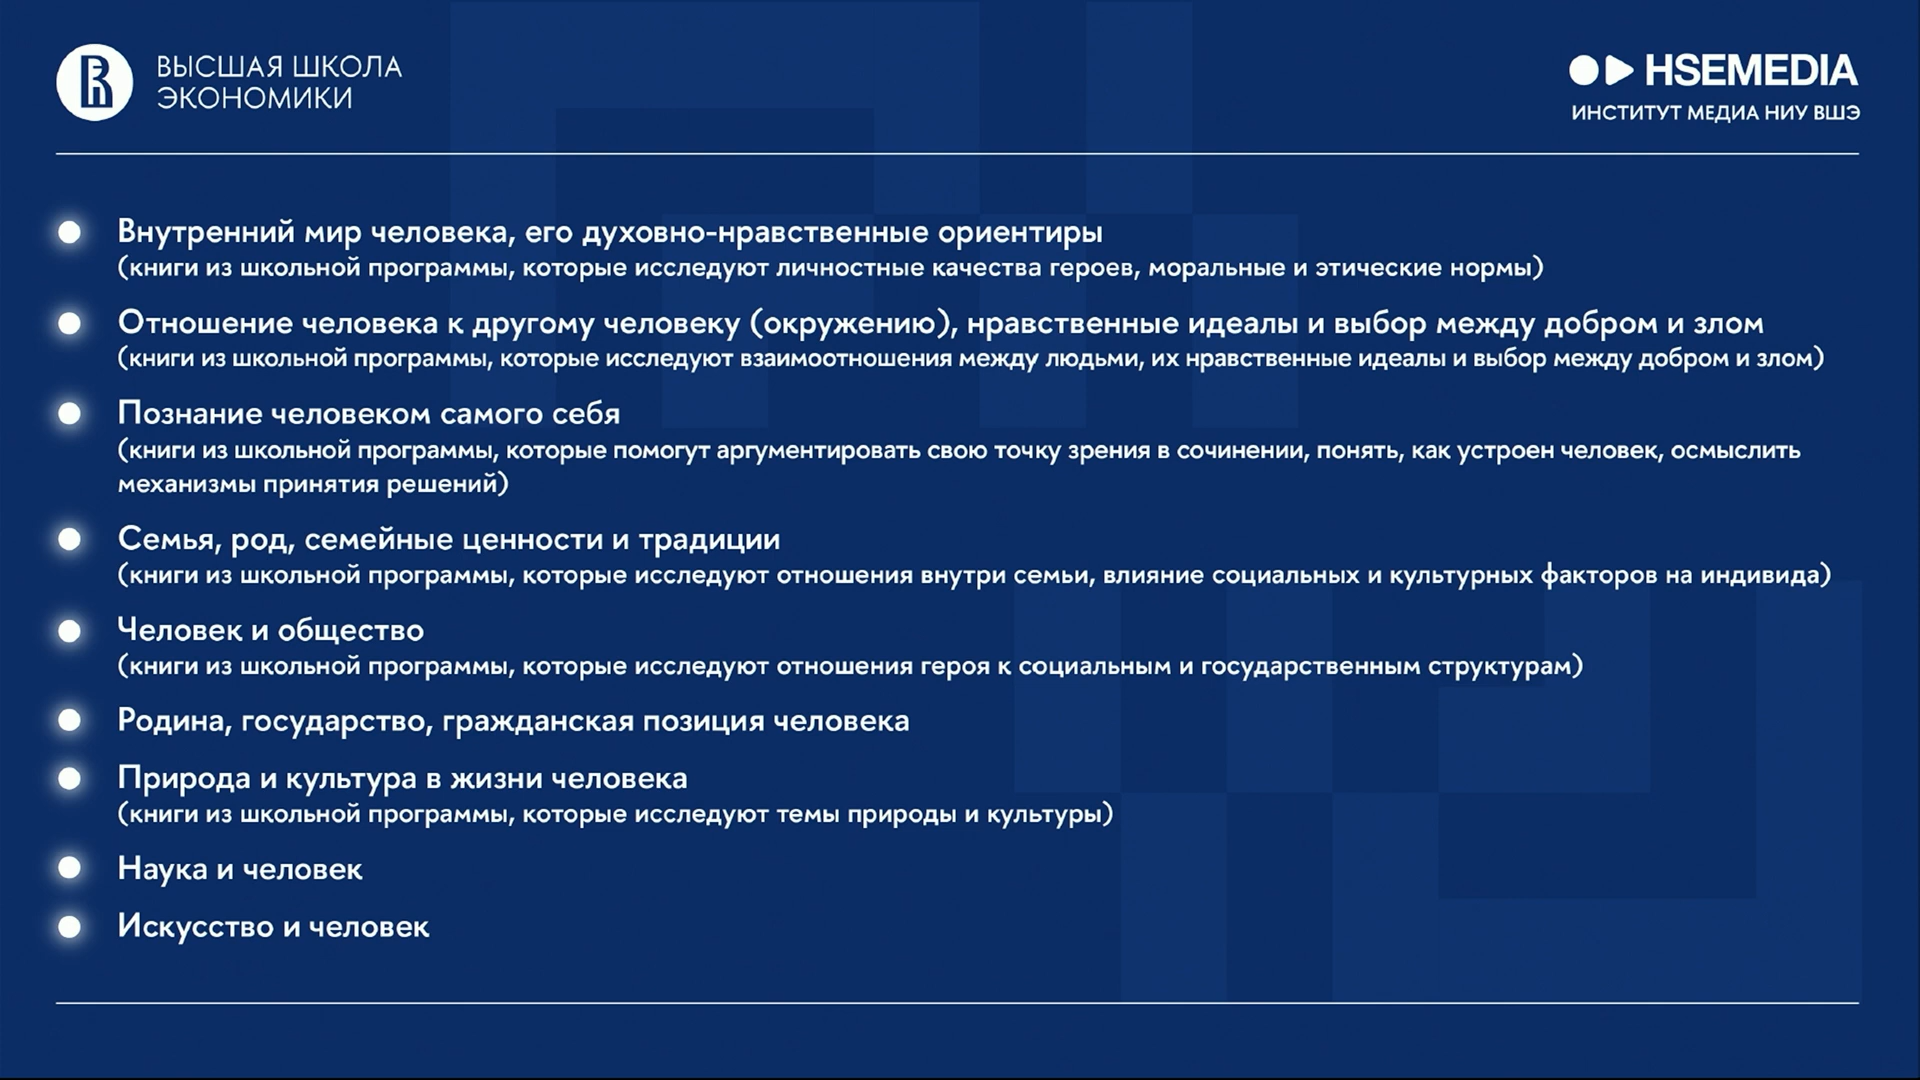 ВЫСШАЯ ШКОЛА
ЭКОНОМИКИ
HSEMEDIA
ИНСТИТУТ МЕДИА НИУ ВШЭ
Внутренний мир человека, его духовно-нравственные ориентиры
(книги из школьной программы, которые исследуют личностные качества героев, моральные и этические нормы)
Отношение человека к другому человеку (окружению), нравственные идеалы и выбор между добром и злом
(книги из школьной программы, которые исследуют взаимоотношения между людьми, их нравственные идеалы и выбор между добром и злом)
Познание человеком самого себя
(книги из школьной программы, которые помогут аргументировать свою точку зрения в сочинении, понять, как устроен человек, осмыслить
механизмы принятия решений)
Семья, род, семейные ценности и традиции
(книги из школьной программы, которые исследуют отношения внутри семьи, влияние социальных и культурных факторов на индивида)
Человек и общество
(книги из школьной программы, которые исследуют отношения героя к социальным и государственным структурам)
Родина, государство, гражданская позиция человека
Природа и культура в жизни человека
(книги из школьной программы, которые исследуют темы природы и культуры)
Наука и человек
Искусство и человек